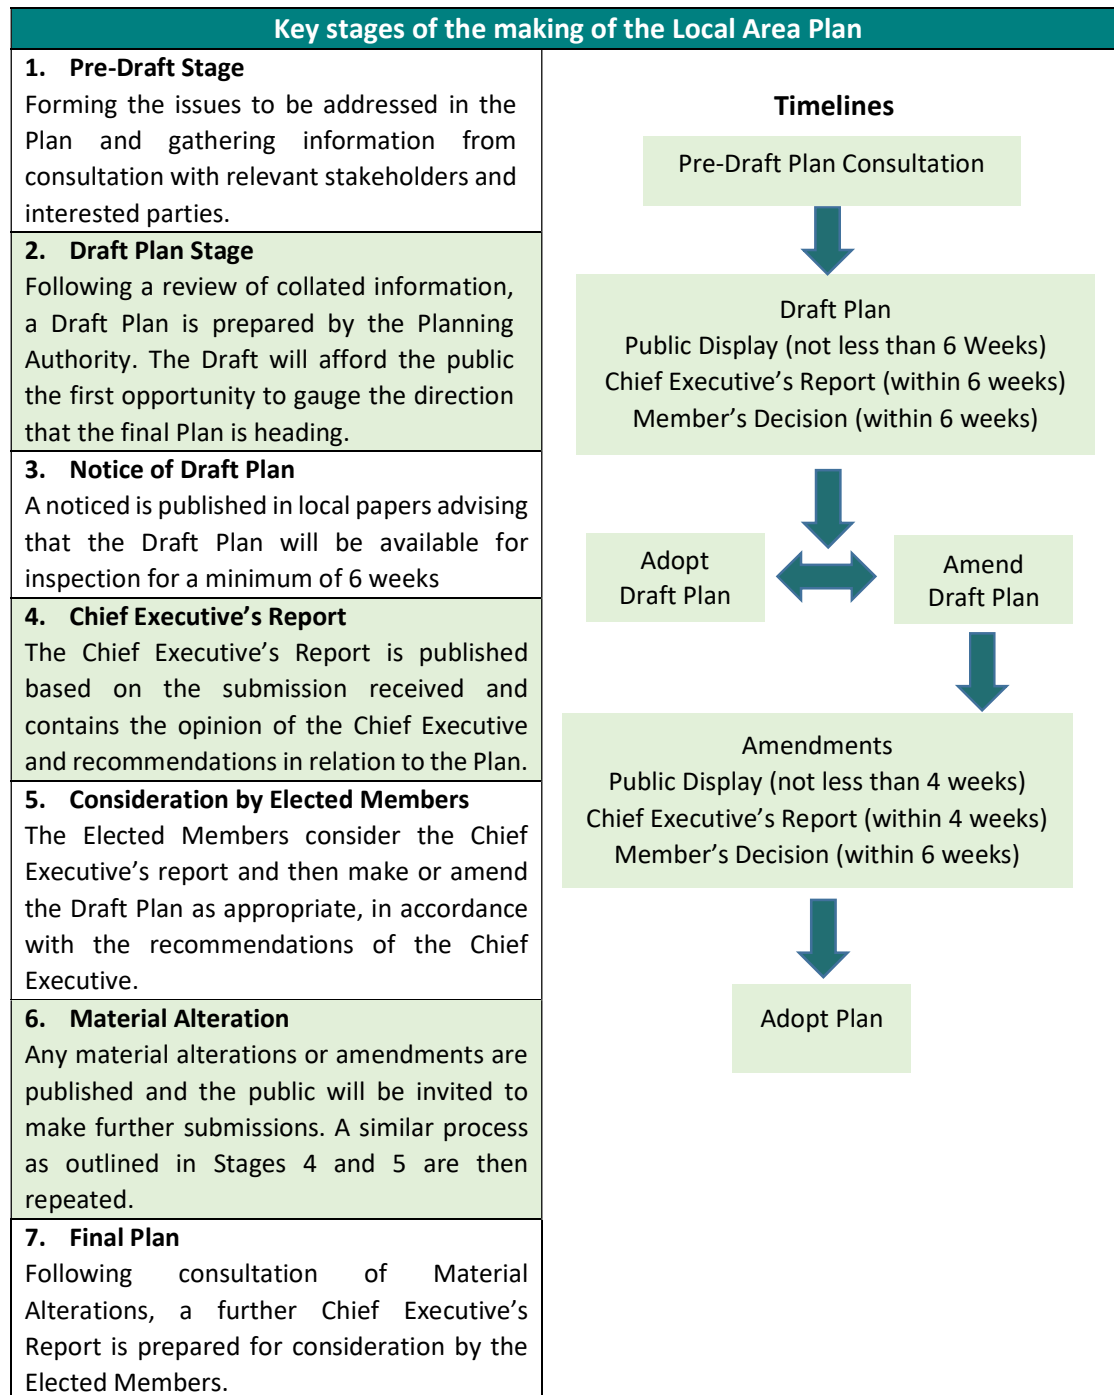 Key stages of the making of the Local Area Plan
1. Pre-Draft Stage
Forming the issues to be addressed in the
Plan and gathering information from
consultation with relevant stakeholders and
interested parties.
2. Draft Plan Stage
Following a review of collated information,
a Draft Plan is prepared by the Planning
Authority. The Draft will afford the public
the first opportunity to gauge the direction
that the final Plan is heading.
3. Notice of Draft Plan
A noticed is published in local papers advising
that the Draft Plan will be available for
inspection for a minimum of 6 weeks
4. Chief Executive’s Report
The Chief Executive’s Report is published
based on the submission received and
contains the opinion of the Chief Executive
and recommendations in relation to the Plan.
5. Consideration by Elected Members
The Elected Members consider the Chief
Executive’s report and then make or amend
the Draft Plan as appropriate, in accordance
with the recommendations of the Chief
Executive.
6. Material Alteration
Any material alterations or amendments are
published and the public will be invited to
make further submissions. A similar process
as outlined in Stages 4 and 5 are then
repeated.
7. Final Plan
Following consultation of Material
Alterations, a further Chief Executive’s
Report is prepared for consideration by the
Elected Members.
Timelines
Pre-Draft Plan Consultation
Draft Plan
Public Display (not less than 6 Weeks)
Chief Executive’s Report (within 6 weeks)
Member’s Decision (within 6 weeks)
Adopt
Draft Plan
Amend
Draft Plan
Amendments
Public Display (not less than 4 weeks)
Chief Executive’s Report (within 4 weeks)
Member’s Decision (within 6 weeks)
Adopt Plan